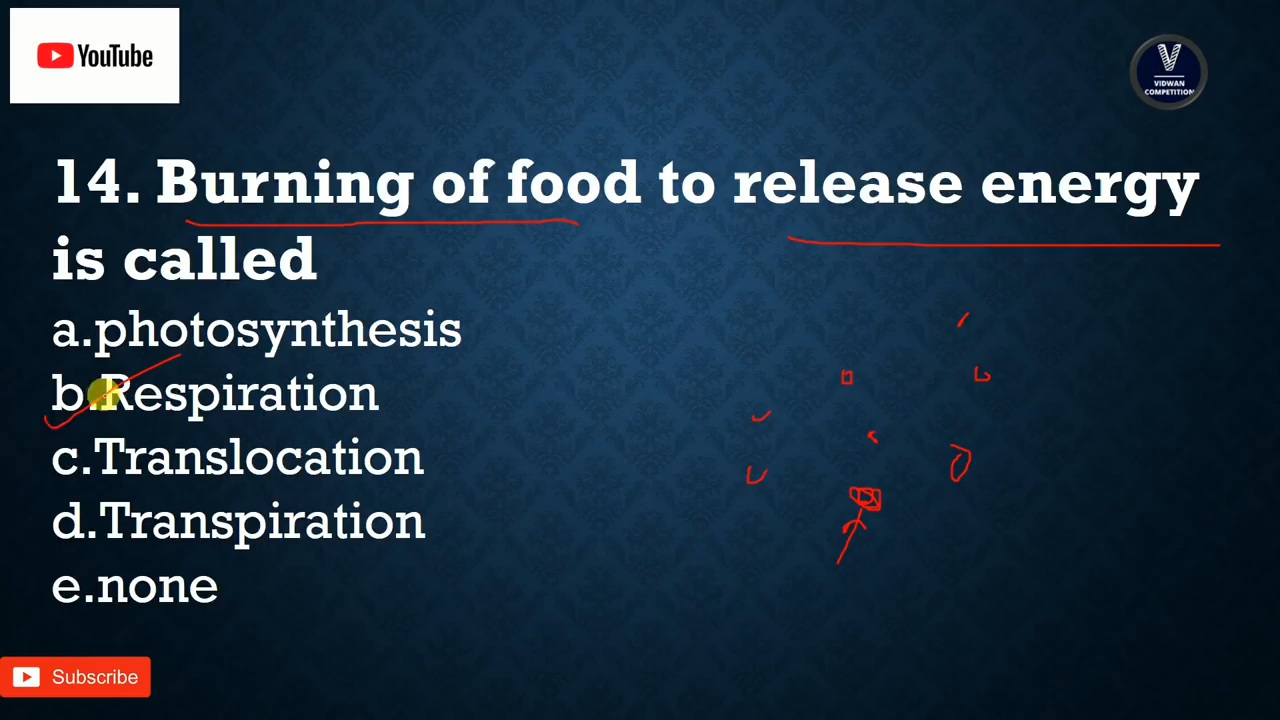 YouTube
V
VIDWAN
COMPETITION
14. Burning of food to release energy
is called
a.photosynthesis
b.Respiration
c.Translocation
d.Transpiration
e.none
Subscribe